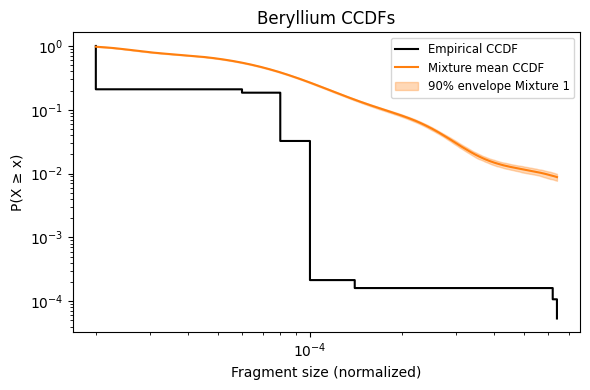 Beryllium CCDFs
Empirical CCDF
Mixture mean CCDF
90% envelope Mixture 1
P(X ≥ x)
10⁰
10⁻¹
10⁻²
10⁻³
10⁻⁴
10⁻⁴
Fragment size (normalized)